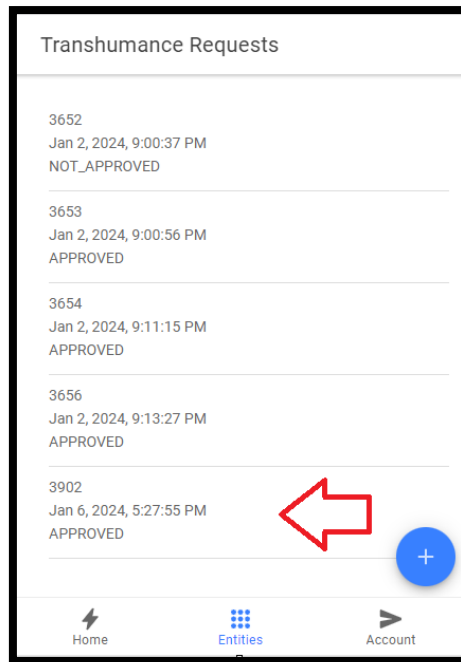 Transhumance Requests
3652
Jan 2, 2024, 9:00:37 PM
NOT_APPROVED
3653
Jan 2, 2024, 9:00:56 PM
APPROVED
3654
Jan 2, 2024, 9:11:15 PM
APPROVED
3656
Jan 2, 2024, 9:13:27 PM
APPROVED
3902
Jan 6, 2024, 5:27:55 PM
APPROVED
Home Entities Account